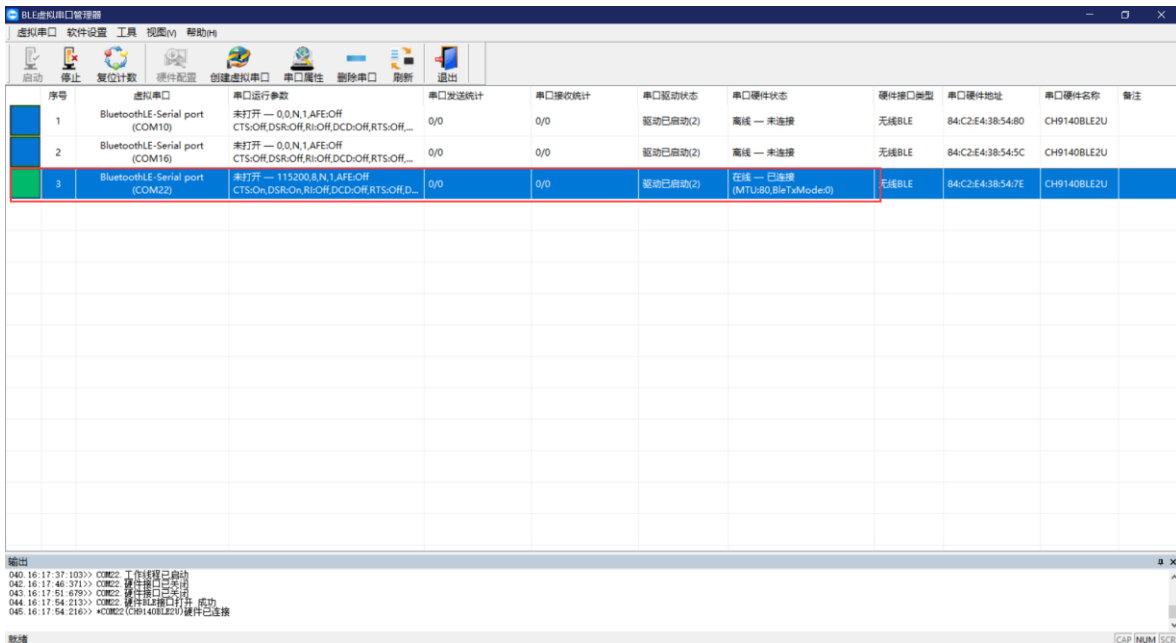 BLE虚拟串口管理器
虚拟串口 软件设置 工具 视图(V) 帮助(H)
启动 停止 复位计数 硬件配置 创建虚拟串口 串口属性 删除串口 刷新 退出
序号 虚拟串口 串口运行参数 串口发送统计 串口接收统计 串口驱动状态 串口硬件状态 硬件接口类型 串口硬件地址 串口硬件名称 备注
1 BluetoothLE-Serial port (COM10) 未打开 — 0,0,N,1,AFE:Off CTS:Off,DSR:Off,RI:Off,DCD:Off,RTS:Off,... 0/0 0/0 驱动已启动(2) 离线 — 未连接 无线BLE 84:C2:E4:38:54:80 CH9140BLE2U
2 BluetoothLE-Serial port (COM16) 未打开 — 0,0,N,1,AFE:Off CTS:Off,DSR:Off,RI:Off,DCD:Off,RTS:Off,... 0/0 0/0 驱动已启动(2) 离线 — 未连接 无线BLE 84:C2:E4:38:54:5C CH9140BLE2U
3 BluetoothLE-Serial port (COM22) 未打开 — 115200,8,N,1,AFE:Off CTS:On,DSR:On,RI:Off,DCD:Off,RTS:Off,D... 0/0 0/0 驱动已启动(2) 在线 — 已连接 (MTU:80,BleTxMode:0) 无线BLE 84:C2:E4:38:54:7E CH9140BLE2U
输出
040. 16:17:37:103>> COM22. 工作线程已启动
042. 16:17:46:371>> COM22. 硬件接口已关闭
043. 16:17:51:679>> COM22. 硬件接口已关闭
044. 16:17:54:213>> COM22. 硬件BLE接口打开 成功
045. 16:17:54:216>> *COM22(CH9140BLE2U)硬件已连接
就绪 CAP NUM SCR